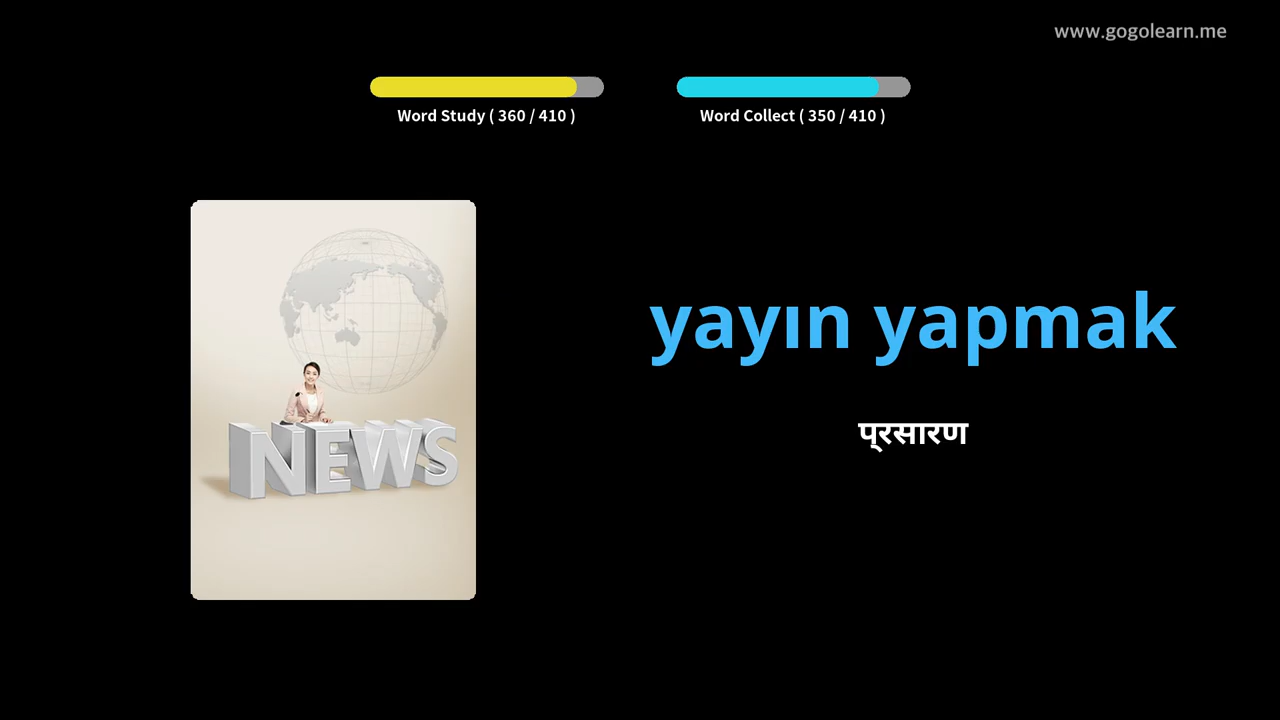 www.gogolearn.me
Word Study ( 360 / 410 )
Word Collect ( 350 / 410 )
NEWS
yayın yapmak
प्रसारण